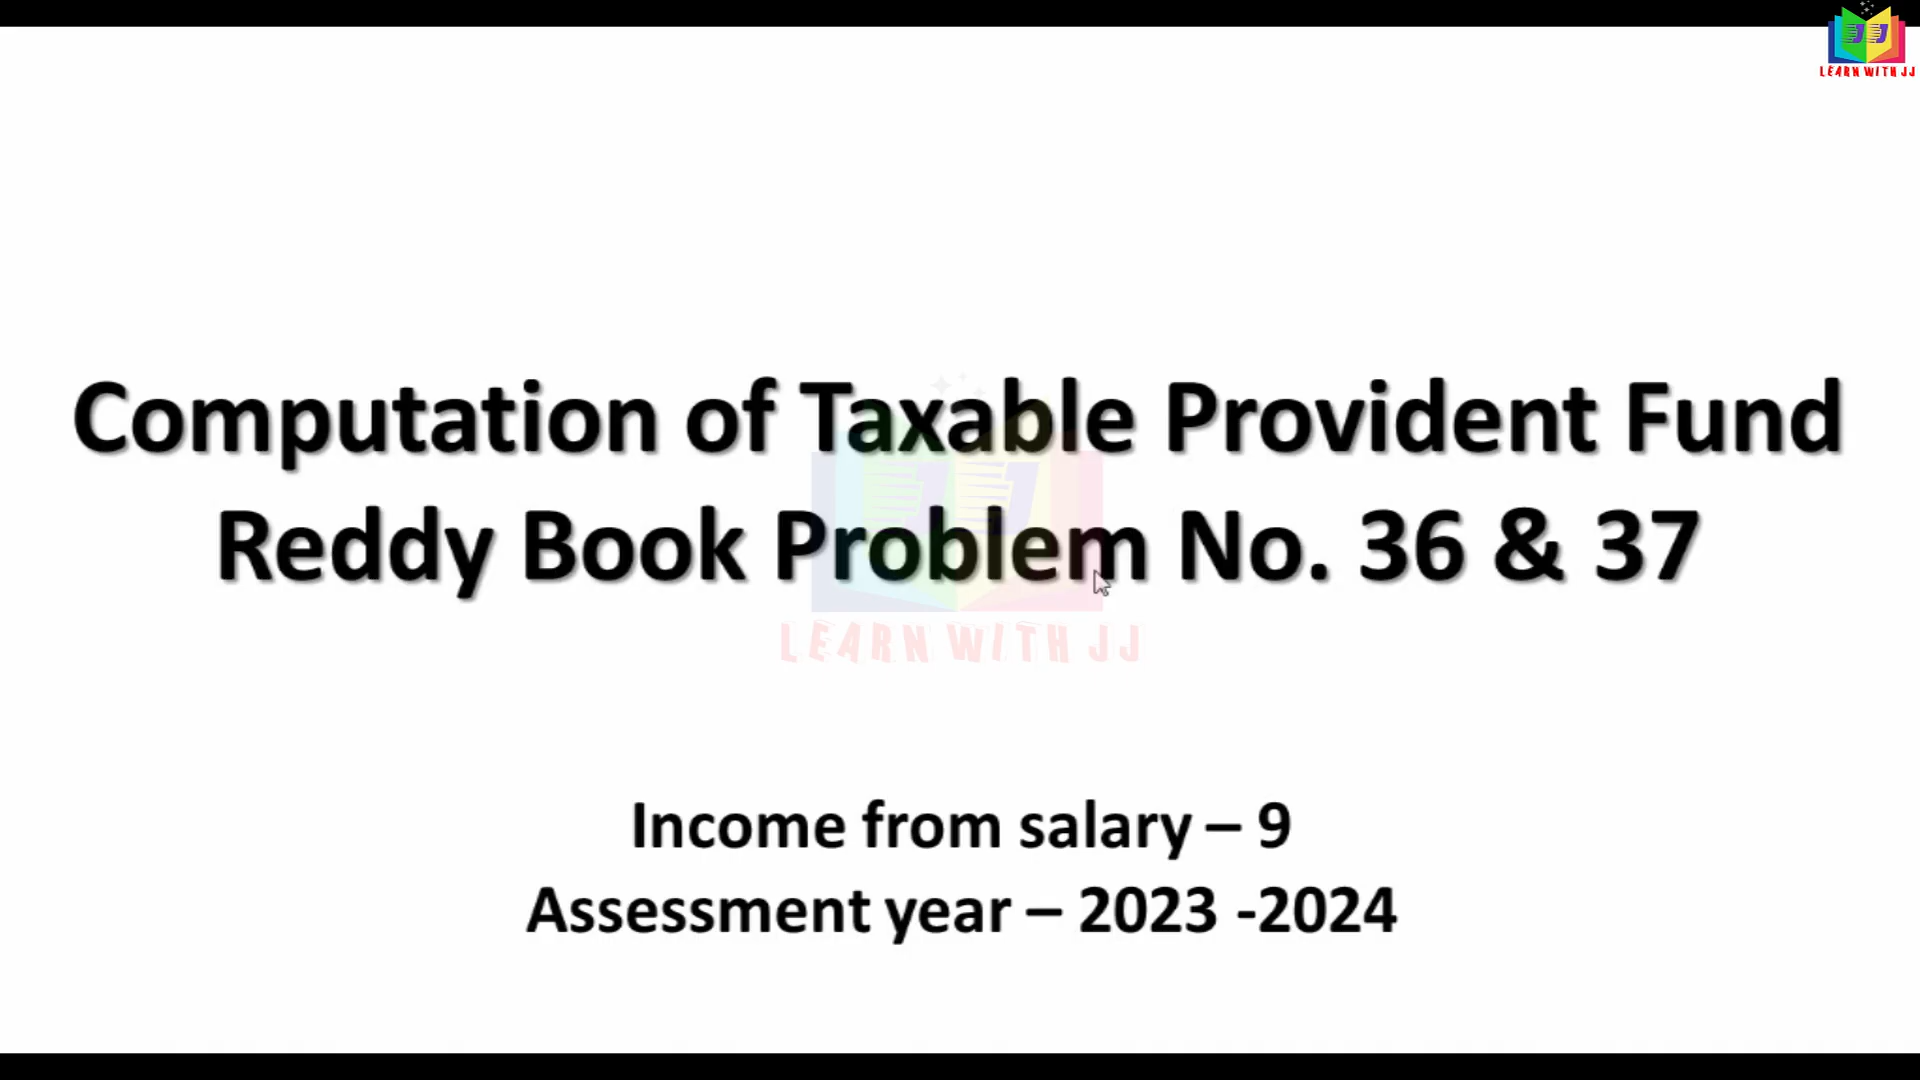 LEARN WITH JJ
Computation of Taxable Provident Fund
Reddy Book Problem No. 36 & 37
LEARN WITH JJ
Income from salary – 9
Assessment year – 2023 -2024